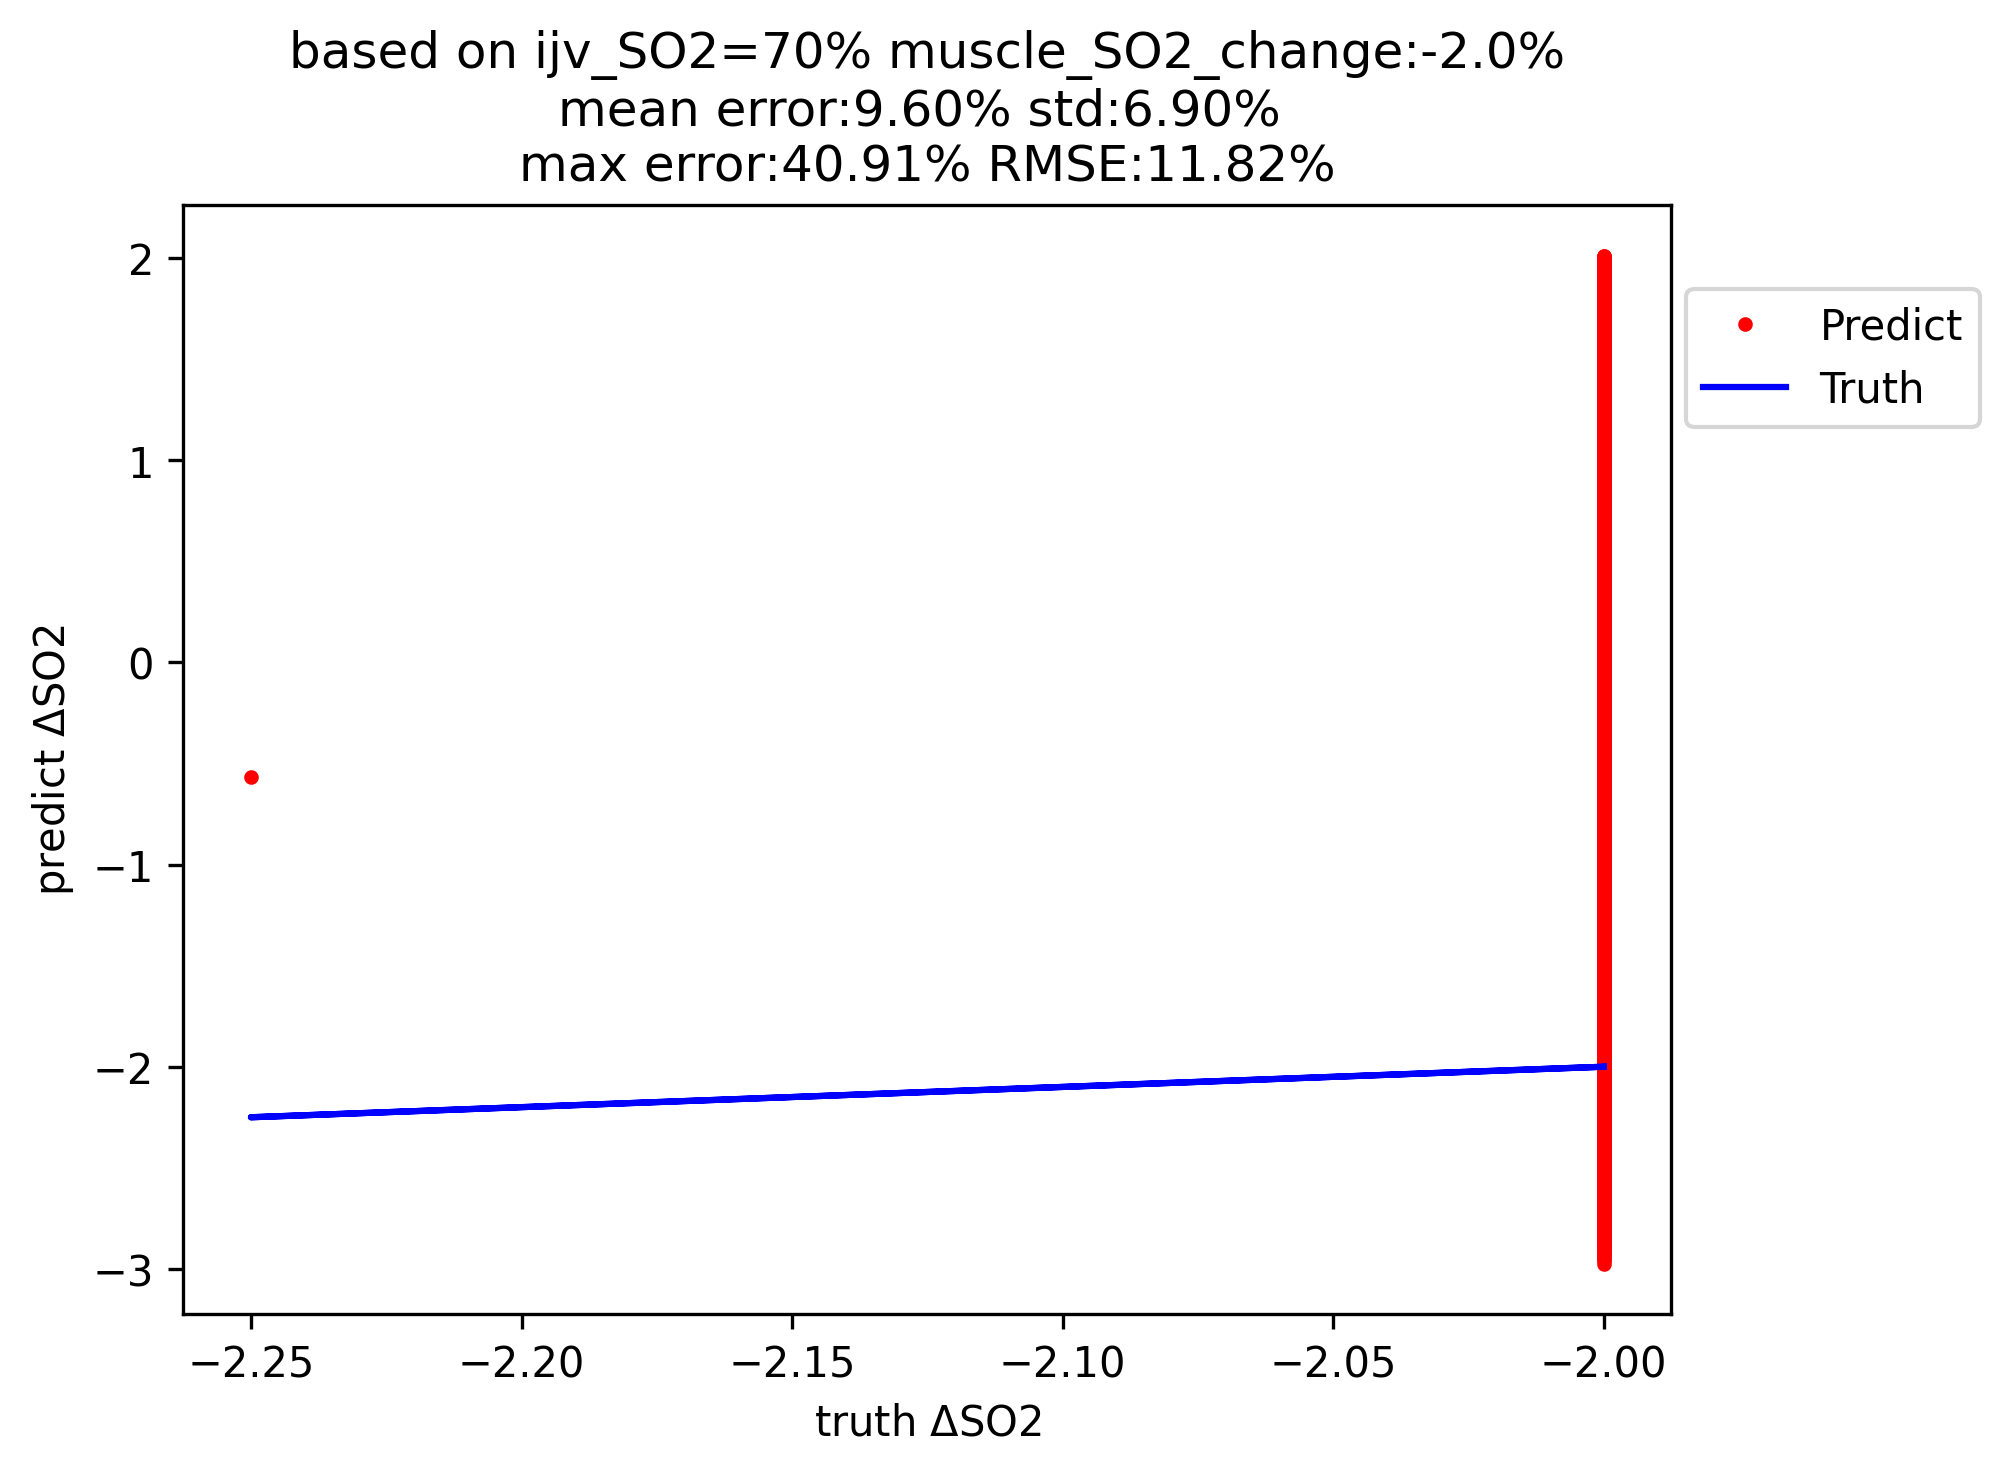 based on ijv_SO2=70% muscle_SO2_change:-2.0%
mean error:9.60% std:6.90%
max error:40.91% RMSE:11.82%
2
1
0
−1
−2
−3
predict ΔSO2
Predict
Truth
−2.25 −2.20 −2.15 −2.10 −2.05 −2.00
truth ΔSO2